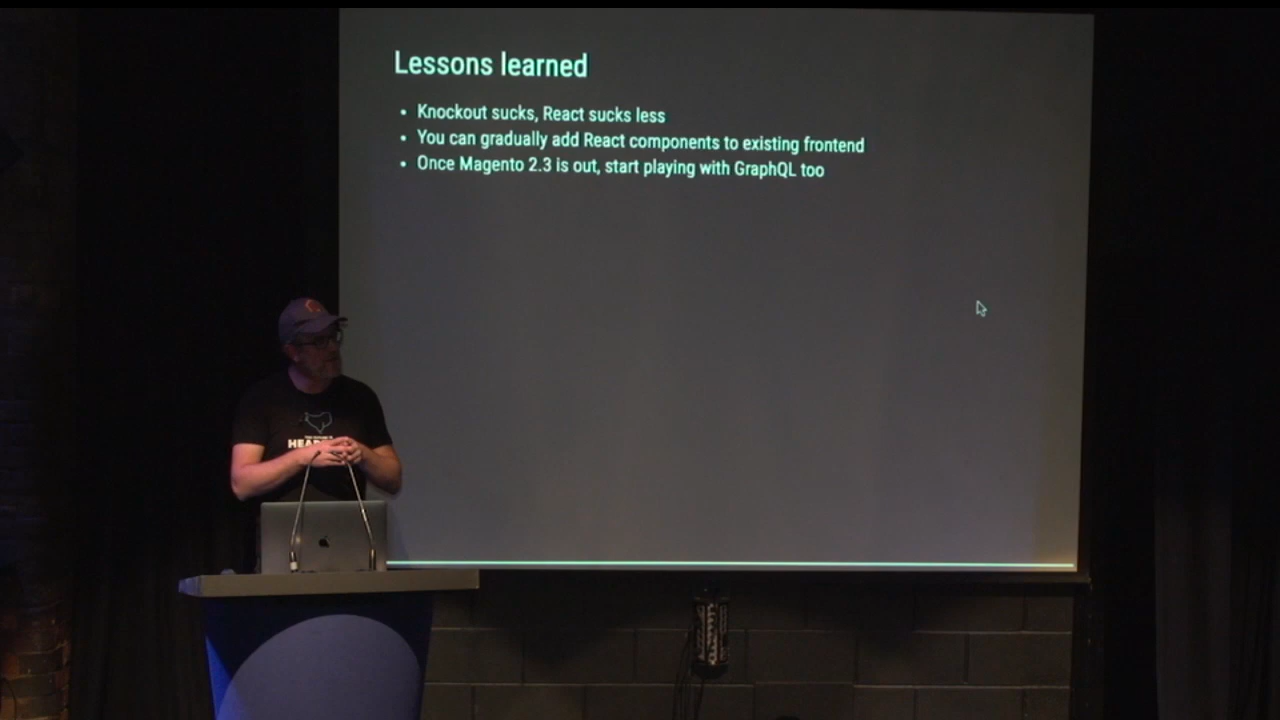 Lessons learned
• Knockout sucks, React sucks less
• You can gradually add React components to existing frontend
• Once Magento 2.3 is out, start playing with GraphQL too